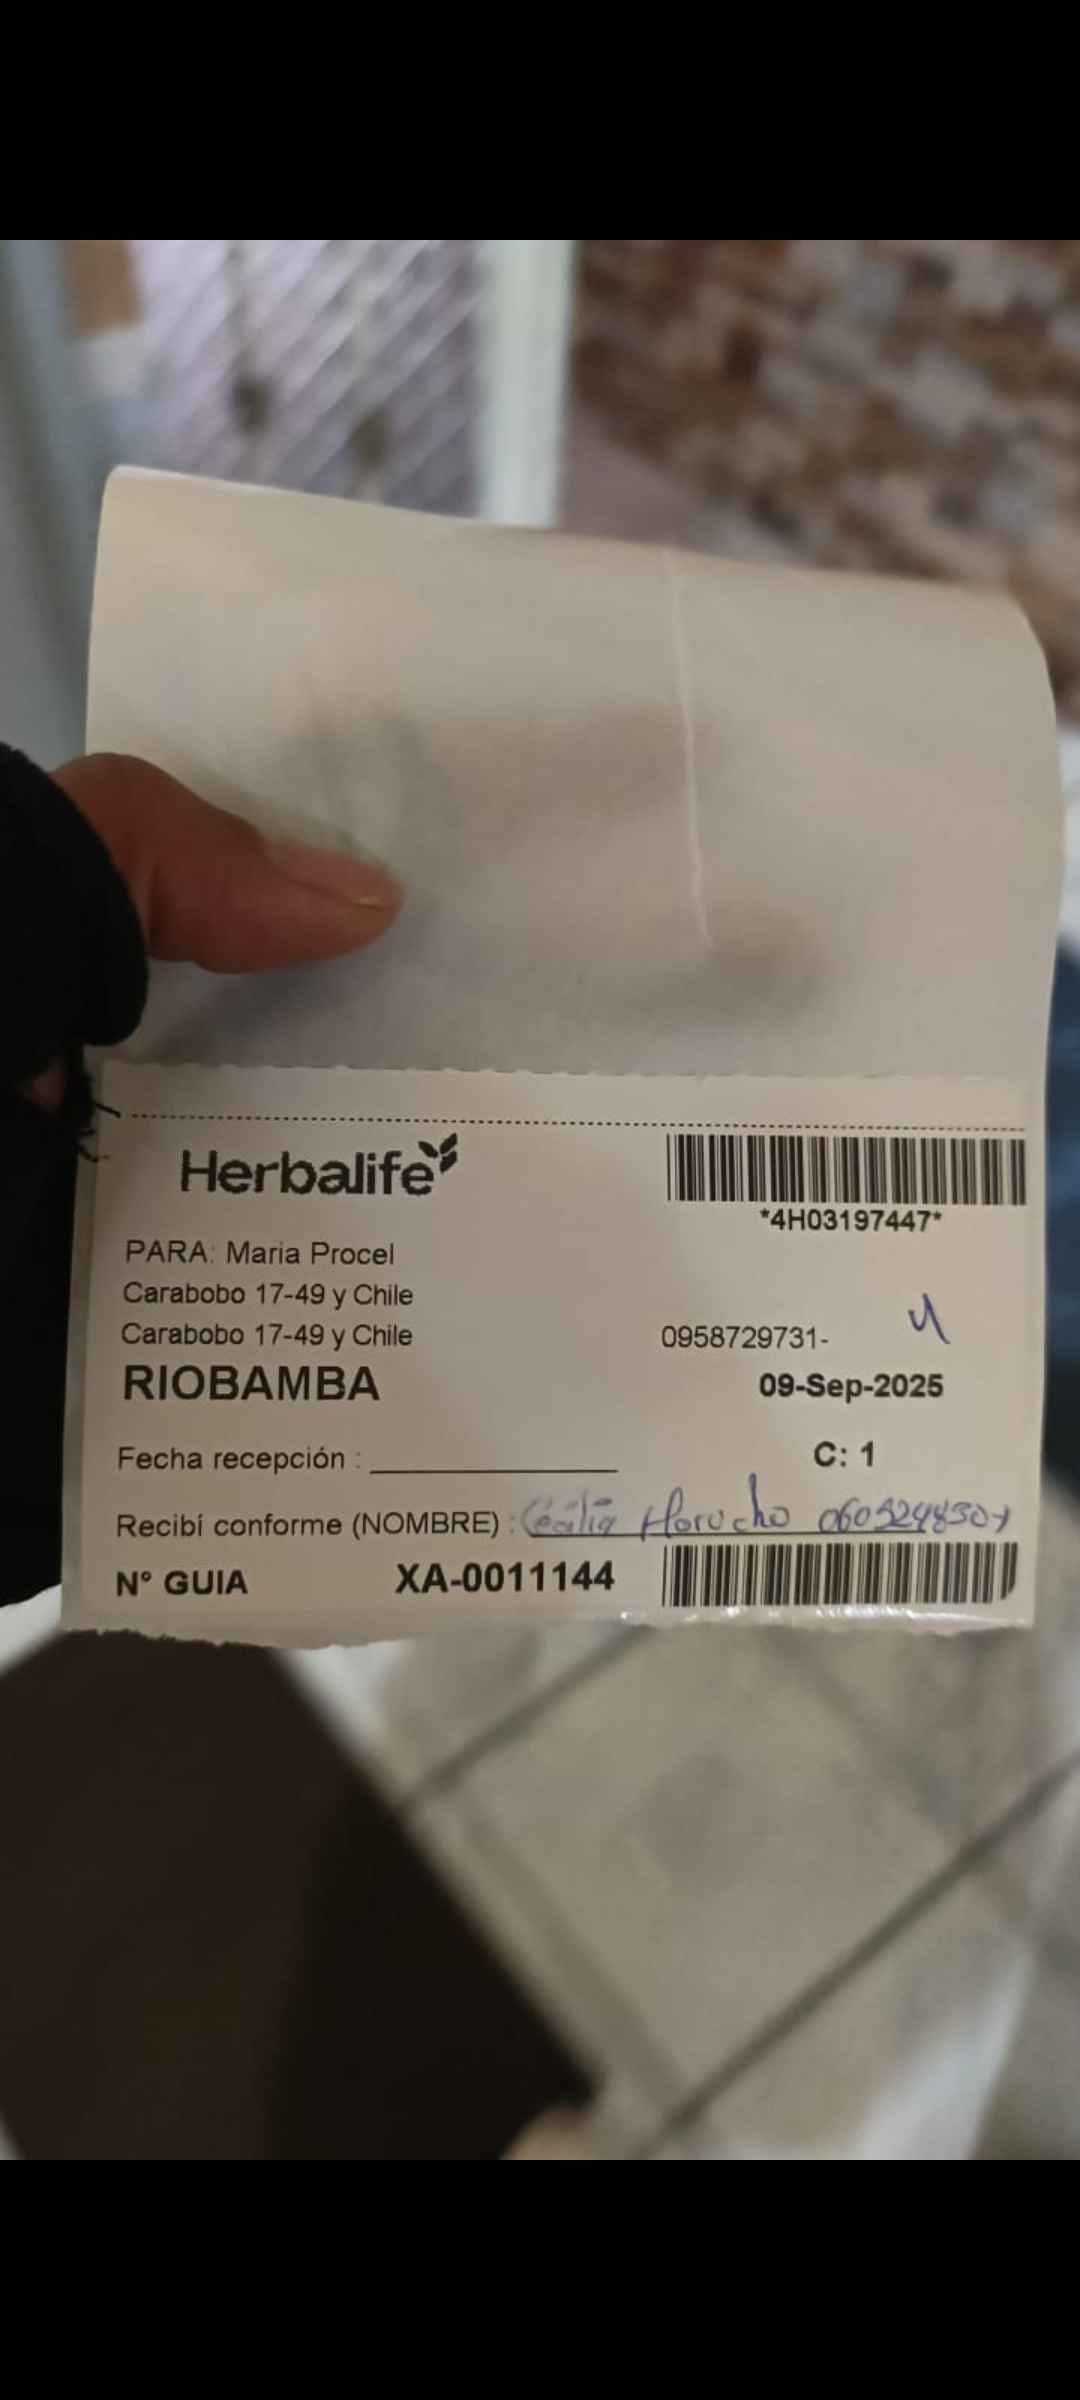 Herbalife
*4H03197447*
PARA: Maria Procel
Carabobo 17-49 y Chile
Carabobo 17-49 y Chile 0958729731-
RIOBAMBA 09-Sep-2025
Fecha recepción : C: 1
Recibí conforme (NOMBRE) : Cecilia
N° GUIA XA-0011144